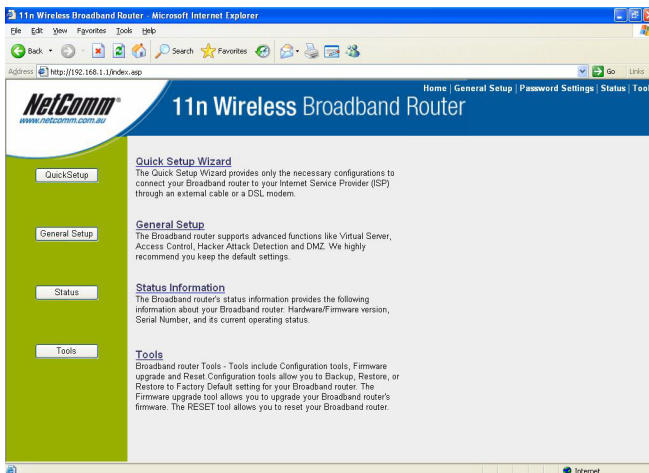 11n Wireless Broadband Router - Microsoft Internet Explorer
File Edit View Favorites Tools Help
Back Search Favorites
Address http://192.168.1.1/index.asp Go Links
Home | General Setup | Password Settings | Status | Tool
NetComm®
www.netcomm.com.au
11n Wireless Broadband Router
QuickSetup
Quick Setup Wizard
The Quick Setup Wizard provides only the necessary configurations to
connect your Broadband router to your Internet Service Provider (ISP)
through an external cable or a DSL modem.
General Setup
General Setup
The Broadband router supports advanced functions like Virtual Server,
Access Control, Hacker Attack Detection and DMZ. We highly
recommend you keep the default settings.
Status
Status Information
The Broadband router's status information provides the following
information about your Broadband router: Hardware/Firmware version,
Serial Number, and its current operating status.
Tools
Tools
Broadband router Tools - Tools include Configuration tools, Firmware
upgrade and Reset.Configuration tools allow you to Backup, Restore, or
Restore to Factory Default setting for your Broadband router. The
Firmware upgrade tool allows you to upgrade your Broadband router's
firmware. The RESET tool allows you to reset your Broadband router.
Internet